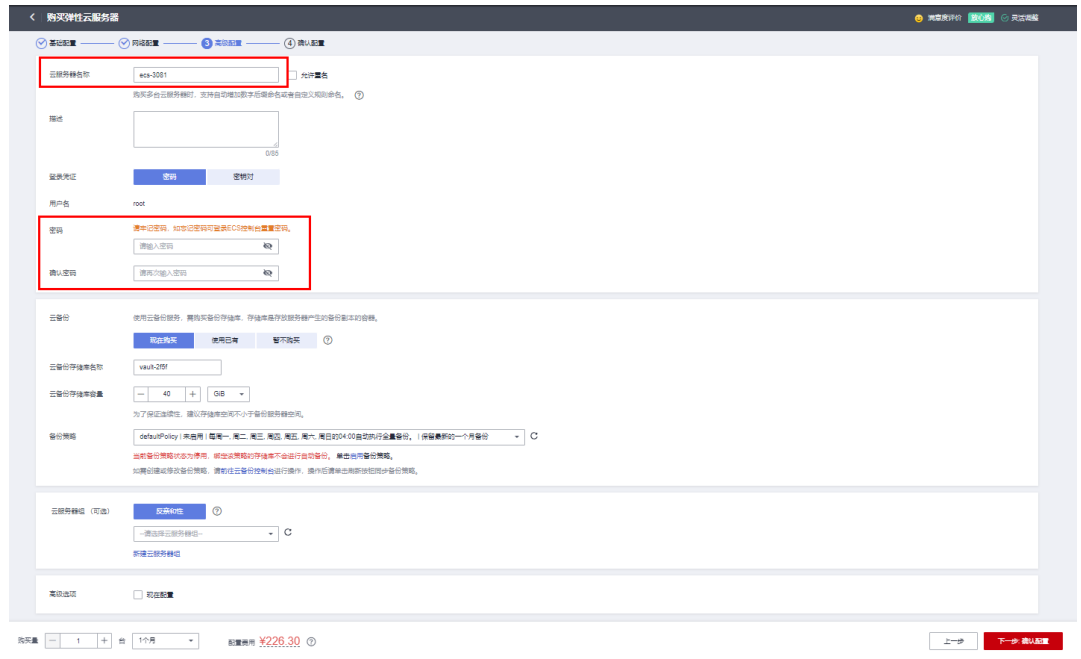 购买弹性云服务器
满意度评价 放心购 灵活调整
基础配置 网络配置 3 高级配置 4 确认配置
云服务器名称 ecs-3081 允许重名
购买多台云服务器时，支持自动增加数字后缀命名或者自定义规则命名。
描述
0/85
登录凭证 密码 密钥对
用户名 root
密码 请牢记密码，如忘记密码可登录ECS控制台重置密码。
请输入密码
确认密码 请再次输入密码
云备份 使用云备份服务，需购买备份存储库，存储库是存放服务器产生的备份副本的容器。
现在购买 使用已有 暂不购买
云备份存储库名称 vault-2f5f
云备份存储库容量 — 40 + GiB
为了保证连续性，建议存储库空间不小于备份服务器空间。
备份策略 defaultPolicy | 未启用 | 每周一, 周二, 周三, 周四, 周五, 周六, 周日的04:00自动执行全量备份。 | 保留最新的一个月备份
当前备份策略状态为停用，绑定该策略的存储库不会进行自动备份。 单击启用备份策略。
如需创建或修改备份策略，请前往云备份控制台进行操作，操作后请单击刷新按钮同步备份策略。
云服务器组 （可选） 反亲和性
--请选择云服务器组--
新建云服务器组
高级选项 现在配置
购买量 — 1 + 台 1个月 配置费用 ¥226.30 上一步 下一步: 确认配置